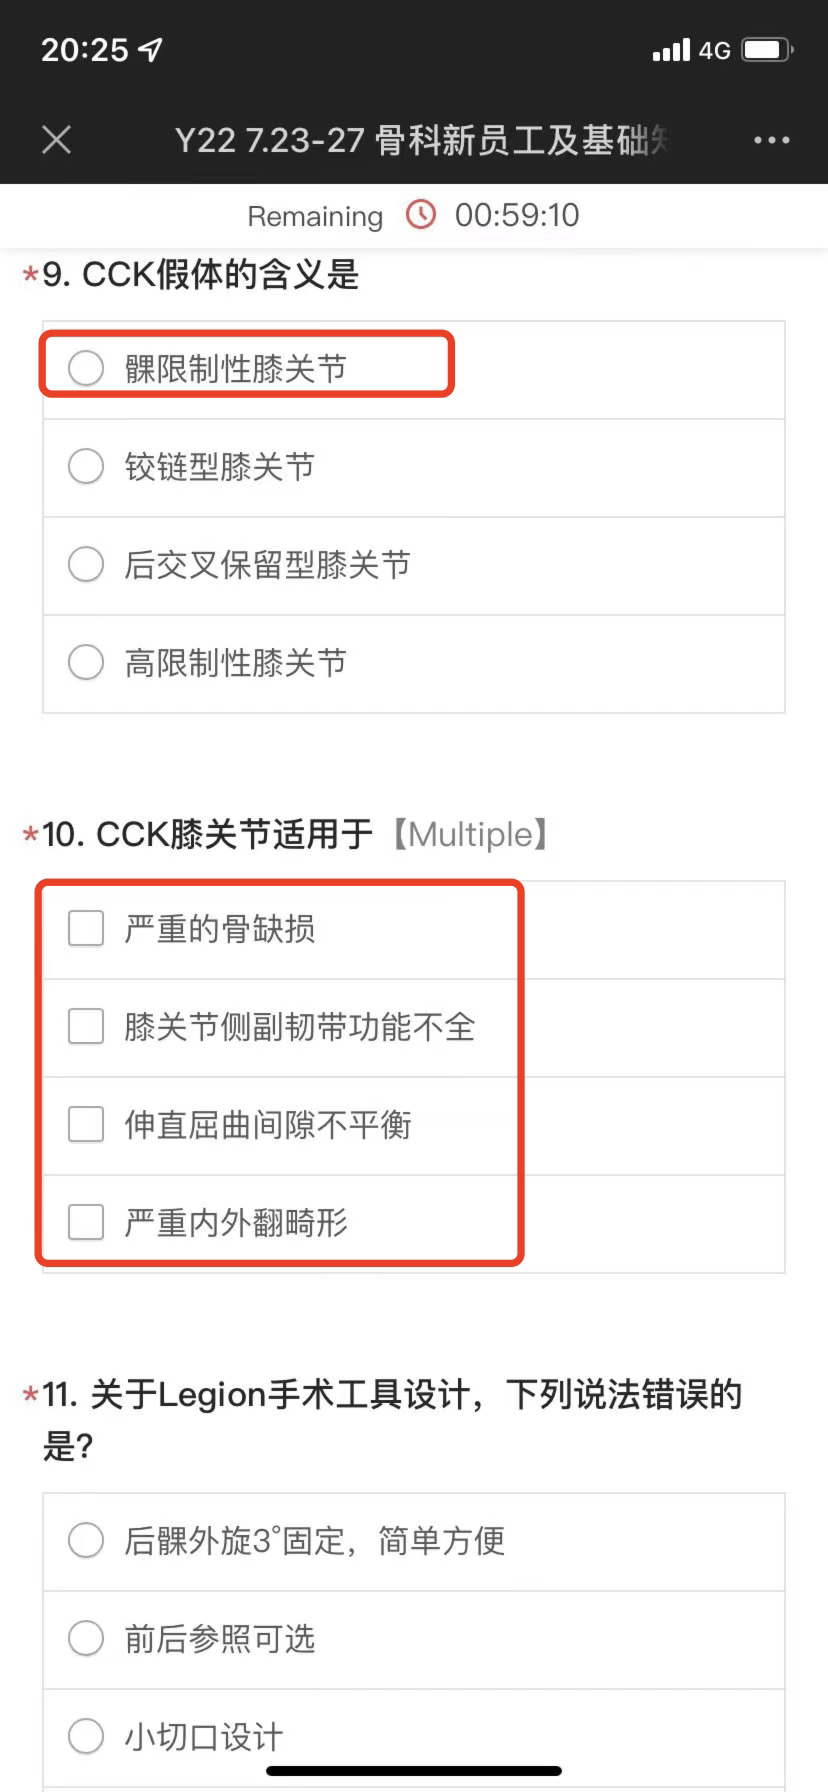 20:25
4G
Y22 7.23-27 骨科新员工及基础
Remaining 00:59:10
*9. CCK假体的含义是
髁限制性膝关节
铰链型膝关节
后交叉保留型膝关节
高限制性膝关节
*10. CCK膝关节适用于【Multiple】
严重的骨缺损
膝关节侧副韧带功能不全
伸直屈曲间隙不平衡
严重内外翻畸形
*11. 关于Legion手术工具设计，下列说法错误的
是?
后髁外旋3°固定，简单方便
前后参照可选
小切口设计